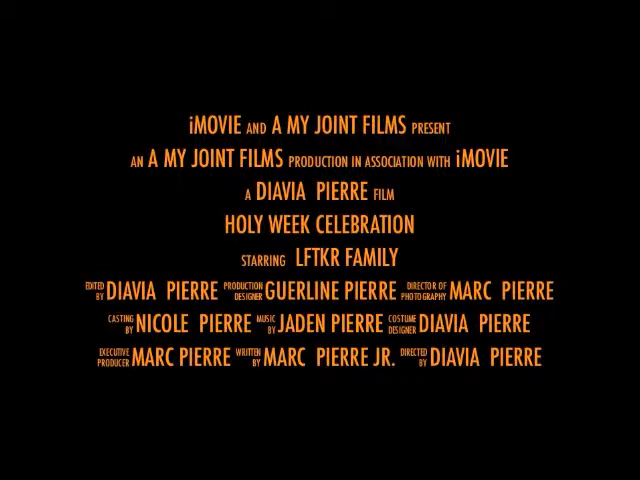 iMOVIE AND A MY JOINT FILMS PRESENT
AN A MY JOINT FILMS PRODUCTION IN ASSOCIATION WITH iMOVIE
A DIAVIA PIERRE FILM
HOLY WEEK CELEBRATION
STARRING LFTKR FAMILY
EDITED BY DIAVIA PIERRE PRODUCTION DESIGNER GUERLINE PIERRE DIRECTOR OF PHOTOGRAPHY MARC PIERRE
CASTING BY NICOLE PIERRE MUSIC BY JADEN PIERRE COSTUME DESIGNER DIAVIA PIERRE
EXECUTIVE PRODUCER MARC PIERRE WRITTEN BY MARC PIERRE JR. DIRECTED BY DIAVIA PIERRE